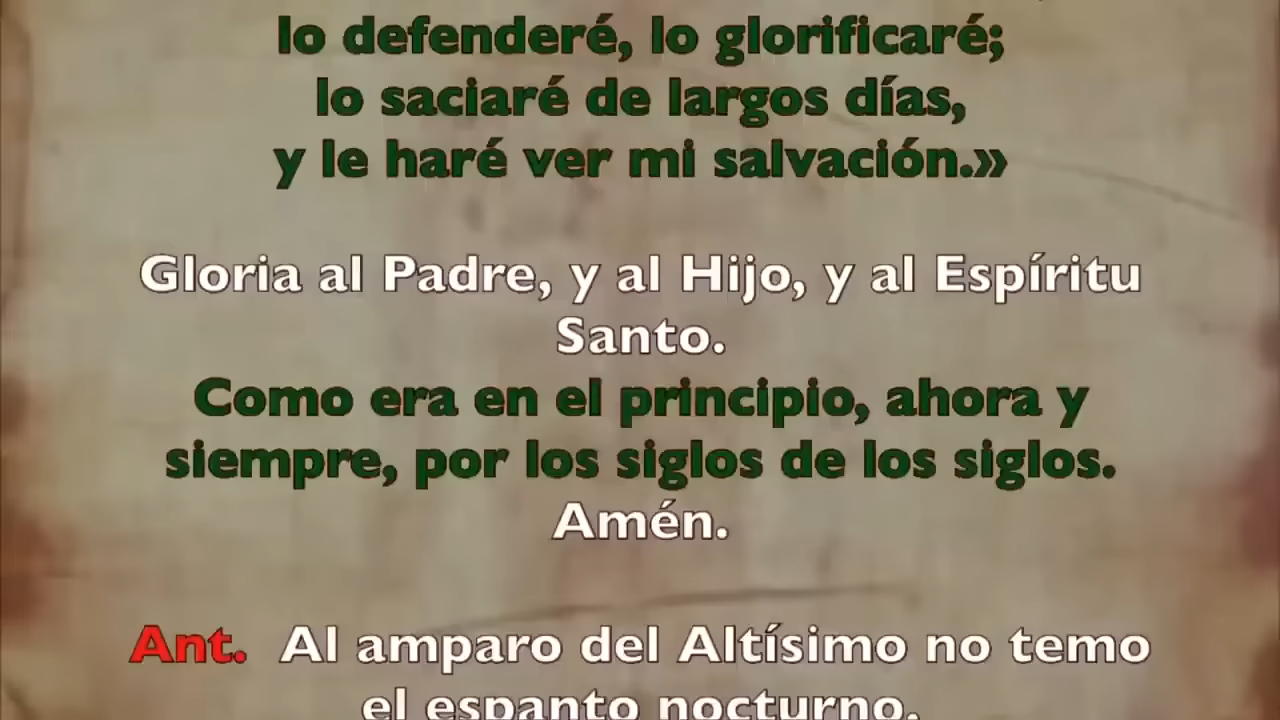 lo defenderé, lo glorificaré;
lo saciaré de largos días,
y le haré ver mi salvación.»
Gloria al Padre, y al Hijo, y al Espíritu
Santo.
Como era en el principio, ahora y
siempre, por los siglos de los siglos.
Amén.
Ant. Al amparo del Altísimo no temo
el espanto nocturno.